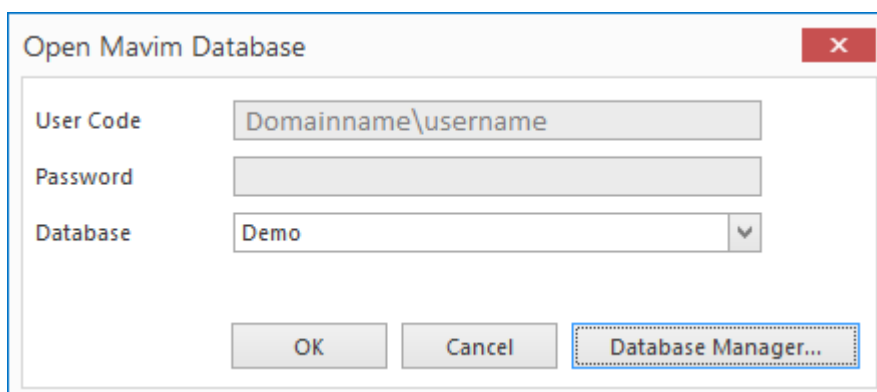 Open Mavim Database
User Code Domainname\username
Password
Database Demo
OK Cancel Database Manager...